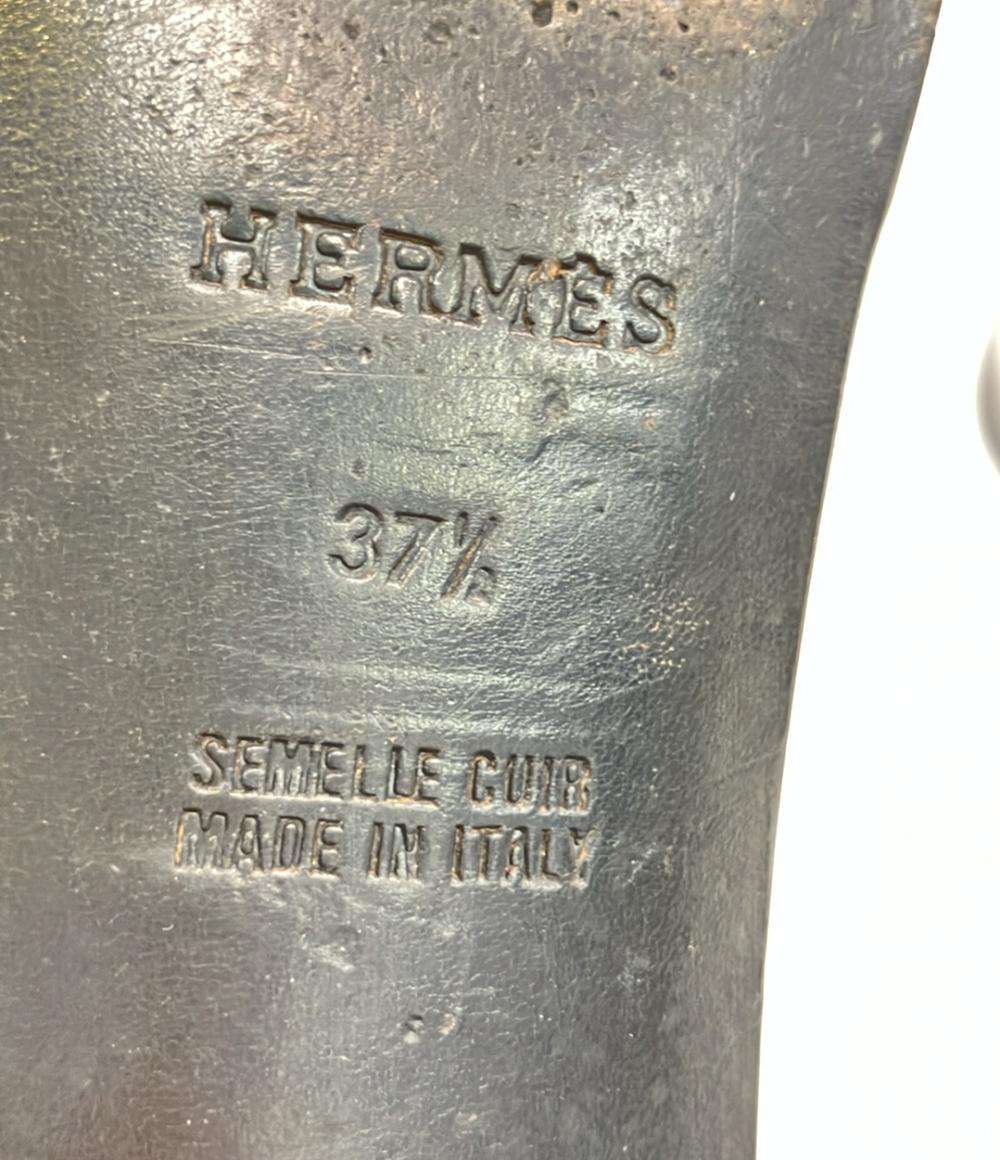 HERMÈS
37½
SEMELLE CUIR
MADE IN ITALY